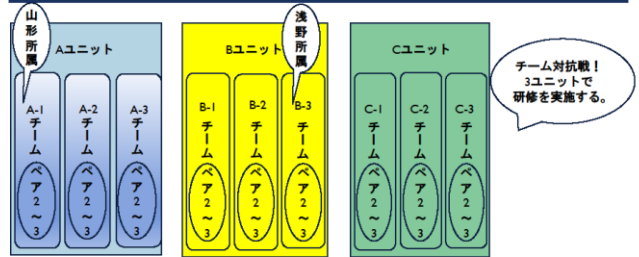 山形所属
Aユニット
A-1チームペア2～3
A-2チームペア2～3
A-3チームペア2～3
浅野所属
Bユニット
B-1チームペア2～3
B-2チームペア2～3
B-3チームペア2～3
Cユニット
C-1チームペア2～3
C-2チームペア2～3
C-3チームペア2～3
チーム対抗戦！
3ユニットで
研修を実施する。